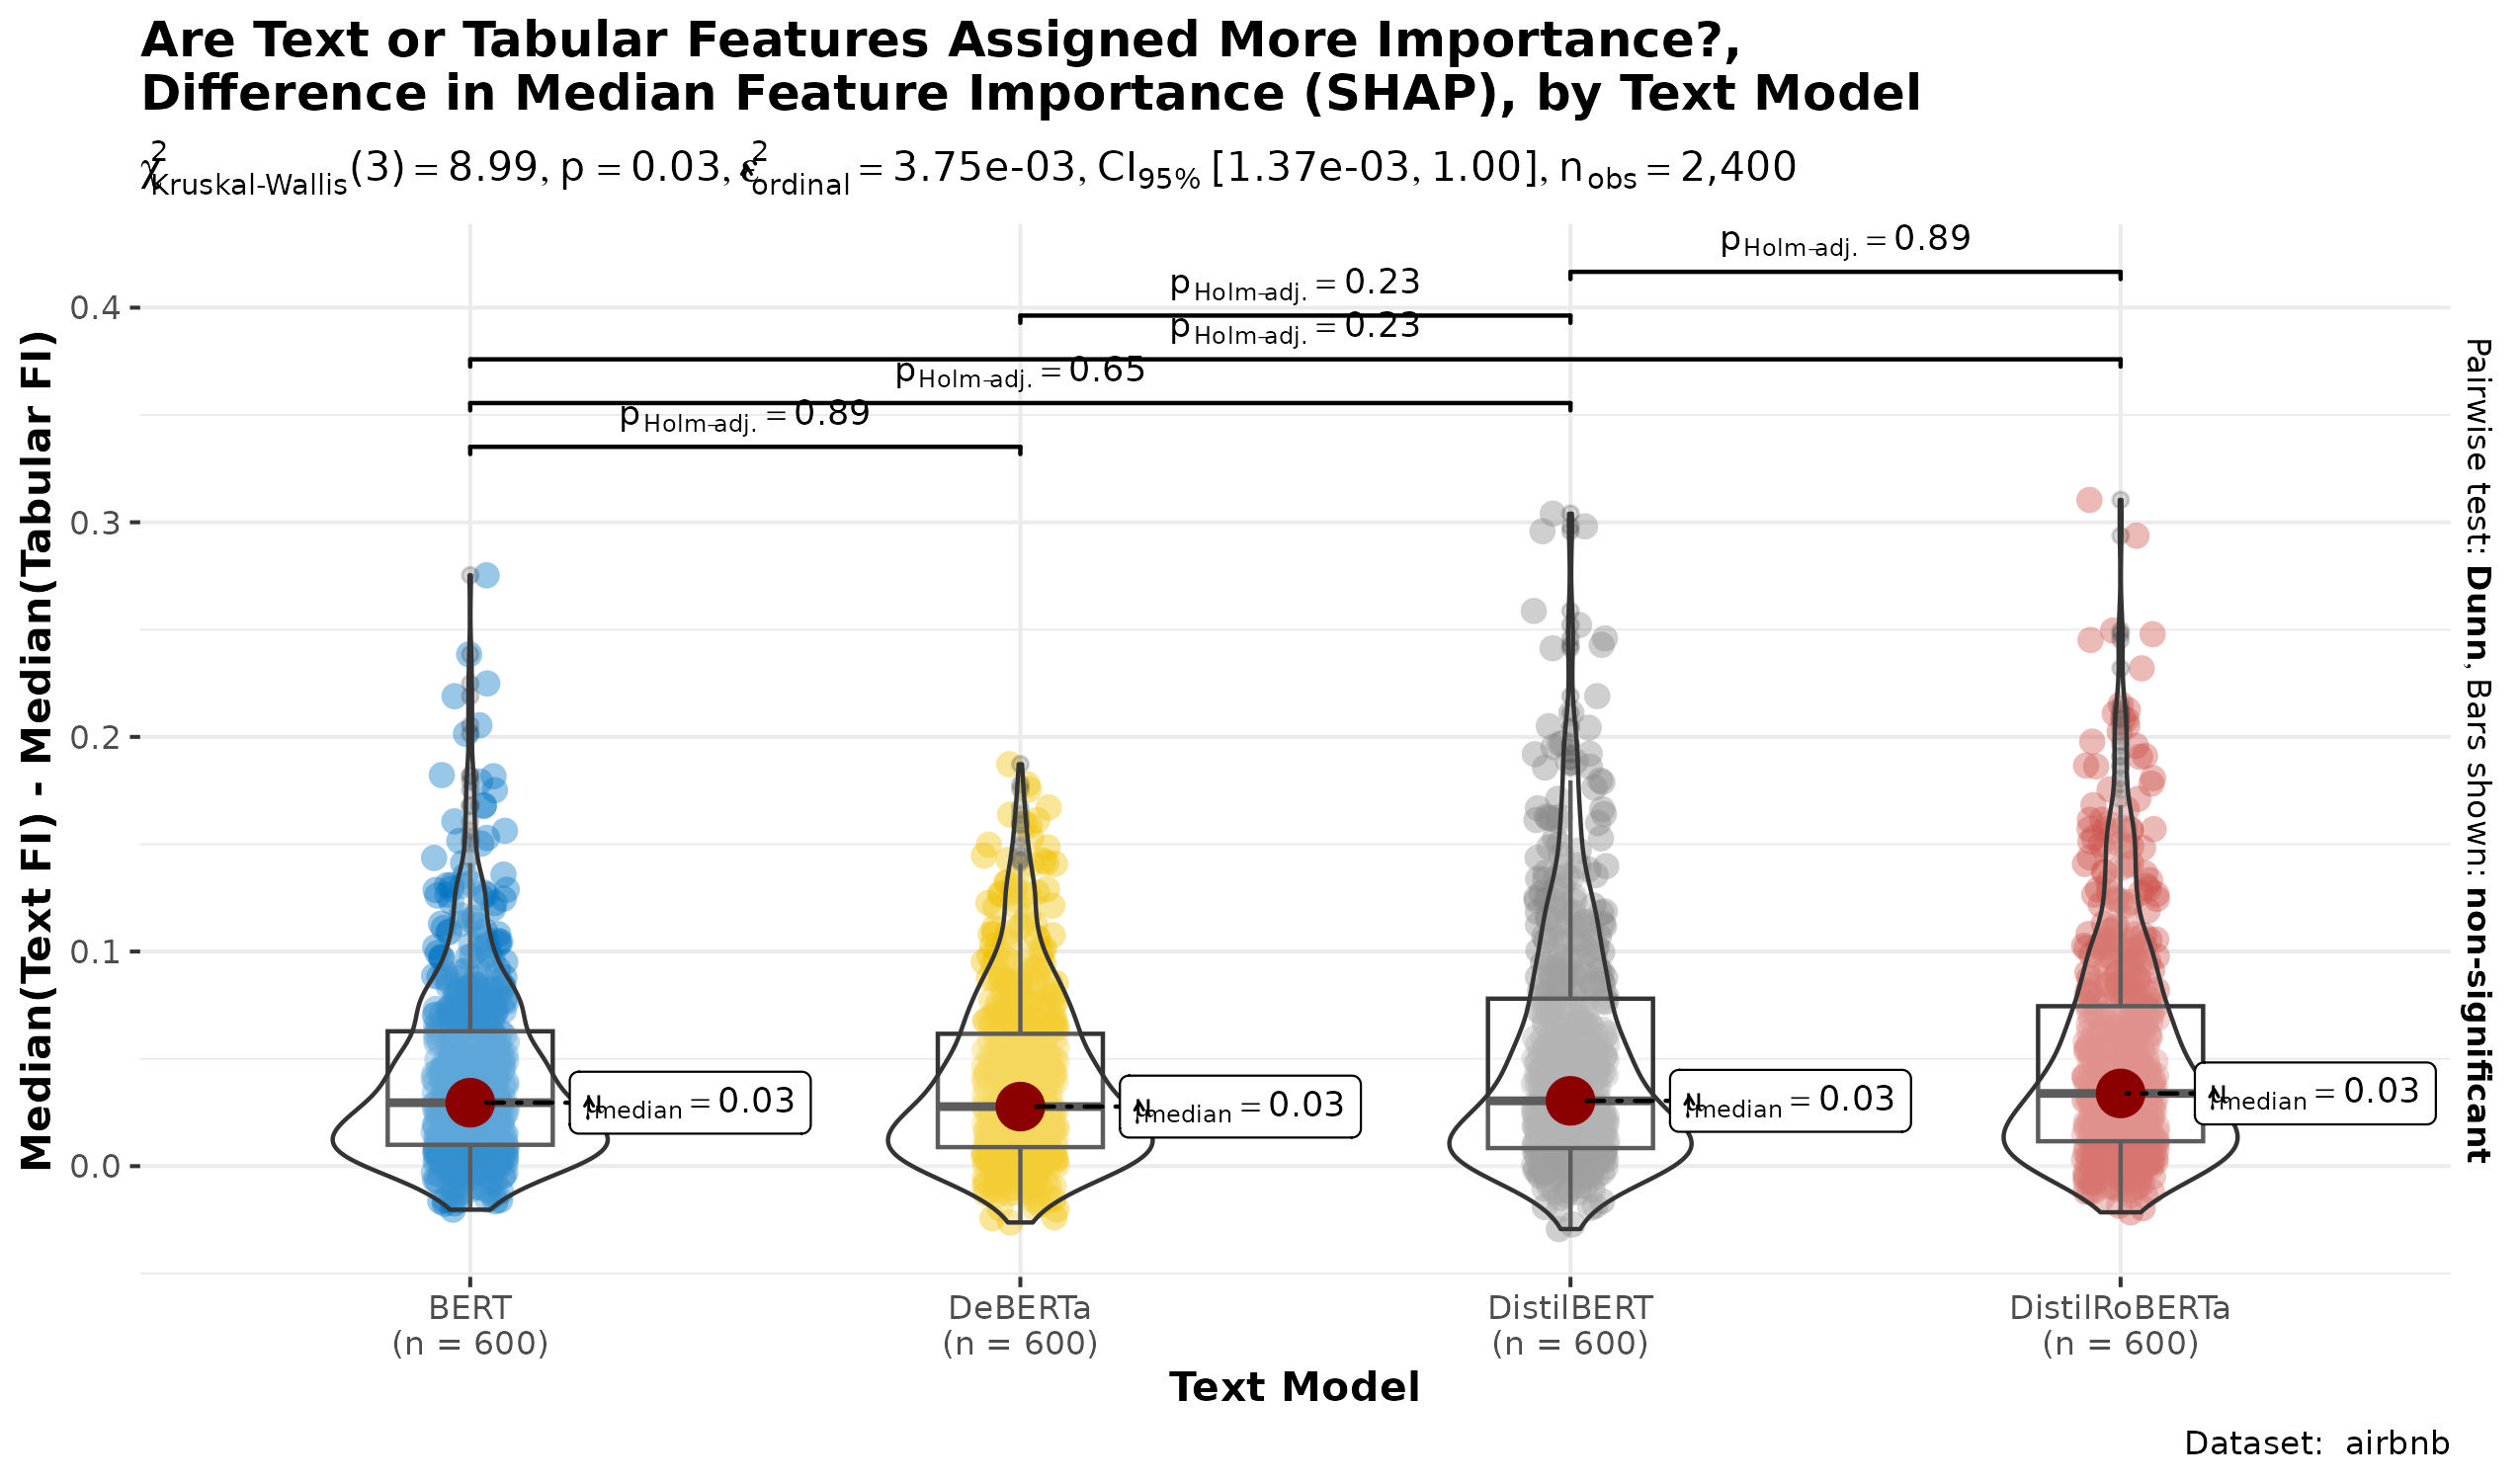 Are Text or Tabular Features Assigned More Importance?,
Difference in Median Feature Importance (SHAP), by Text Model
χ²Kruskal-Wallis(3) = 8.99, p = 0.03, ε²ordinal = 3.75e-03, CI95% [1.37e-03, 1.00], nobs = 2,400
pHolm-adj. = 0.89
pHolm-adj. = 0.23
pHolm-adj. = 0.23
pHolm-adj. = 0.65
pHolm-adj. = 0.89
Median(Text FI) - Median(Tabular FI)
0.4
0.3
0.2
0.1
0.0
μ̂median = 0.03
μ̂median = 0.03
μ̂median = 0.03
μ̂median = 0.03
Pairwise test: Dunn, Bars shown: non-significant
BERT
(n = 600)
DeBERTa
(n = 600)
DistilBERT
(n = 600)
DistilRoBERTa
(n = 600)
Text Model
Dataset: airbnb